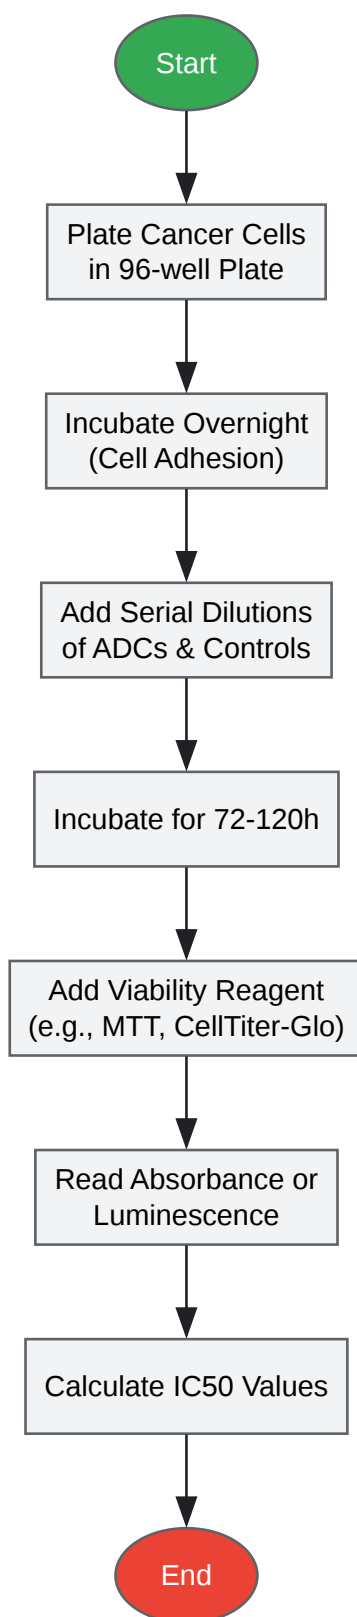 Start
Plate Cancer Cells
in 96-well Plate
Incubate Overnight
(Cell Adhesion)
Add Serial Dilutions
of ADCs & Controls
Incubate for 72-120h
Add Viability Reagent
(e.g., MTT, CellTiter-Glo)
Read Absorbance or
Luminescence
Calculate IC50 Values
End